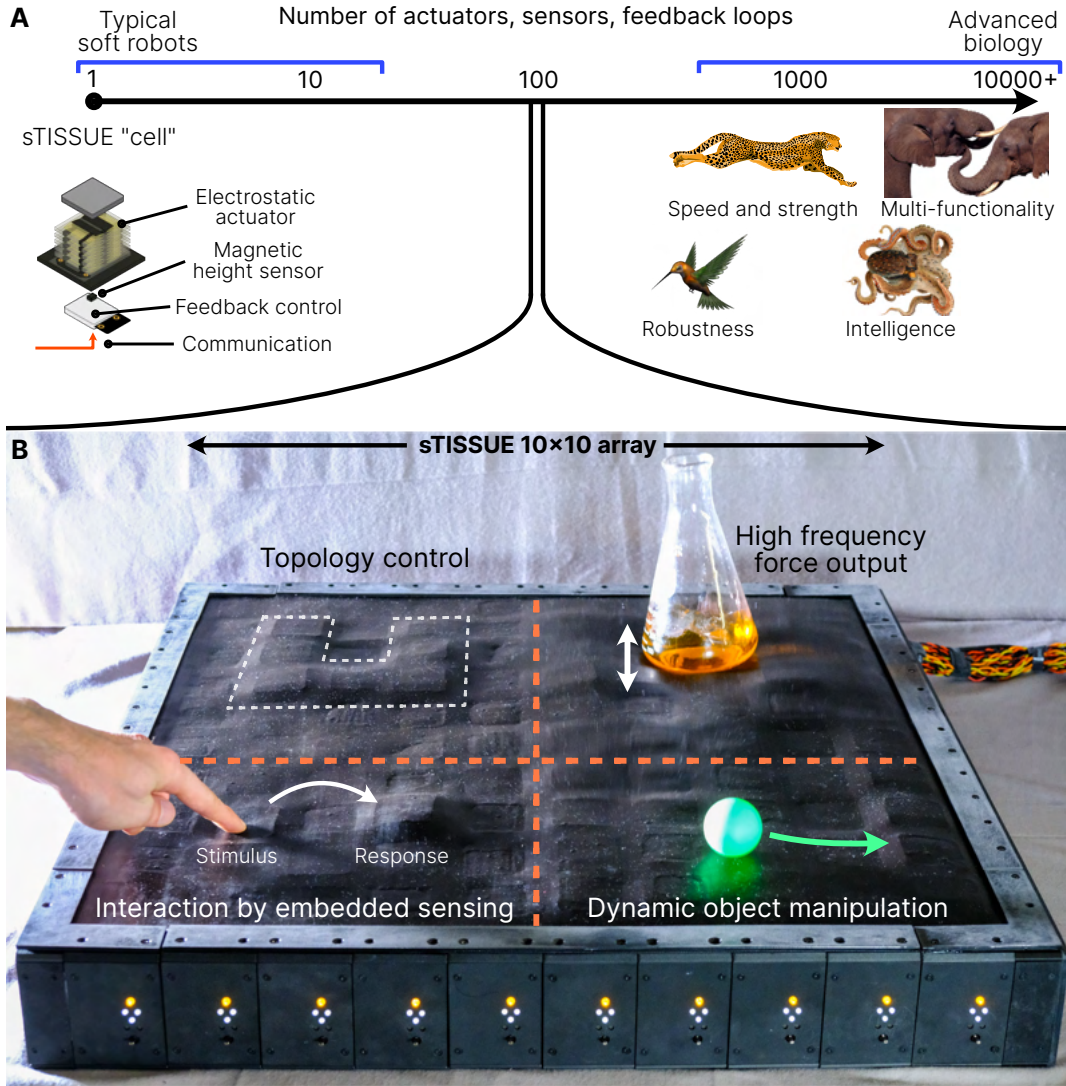 A
Number of actuators, sensors, feedback loops
Typical
soft robots
Advanced
biology
1
10
100
1000
10000+
sTISSUE "cell"
Electrostatic
actuator
Magnetic
height sensor
Feedback control
Communication
Speed and strength
Multi-functionality
Robustness
Intelligence
B
sTISSUE 10×10 array
Topology control
High frequency
force output
Stimulus
Response
Interaction by embedded sensing
Dynamic object manipulation